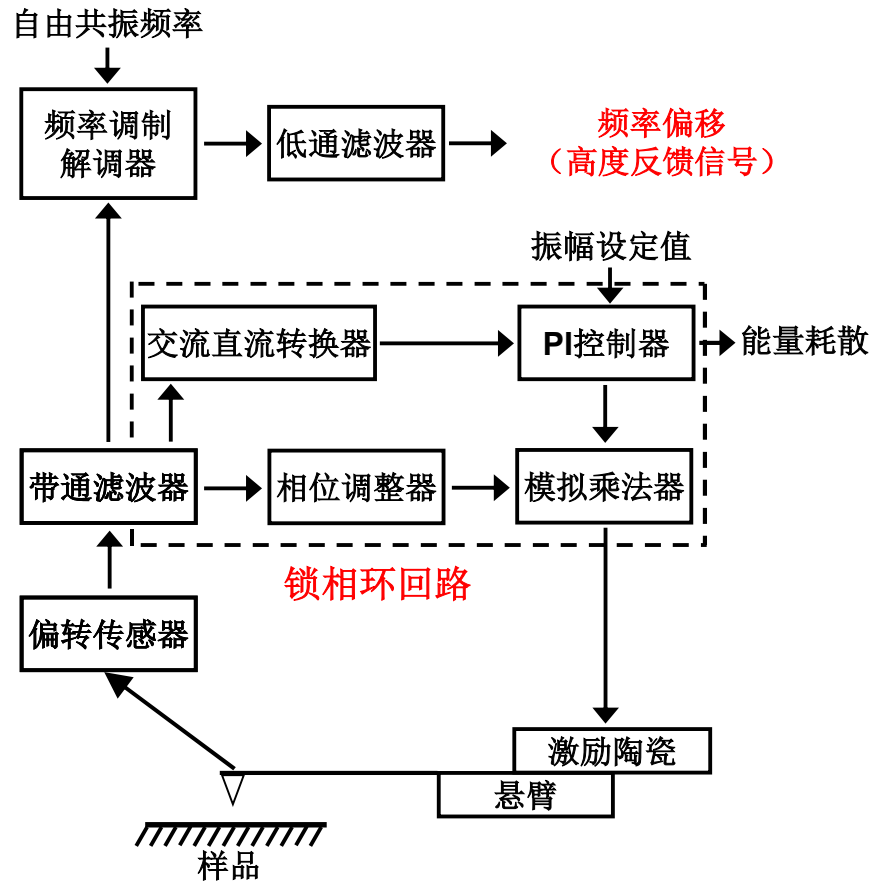 自由共振频率
频率调制
解调器
低通滤波器
频率偏移
（高度反馈信号）
振幅设定值
交流直流转换器
PI控制器
能量耗散
带通滤波器
相位调整器
模拟乘法器
锁相环回路
偏转传感器
激励陶瓷
悬臂
样品